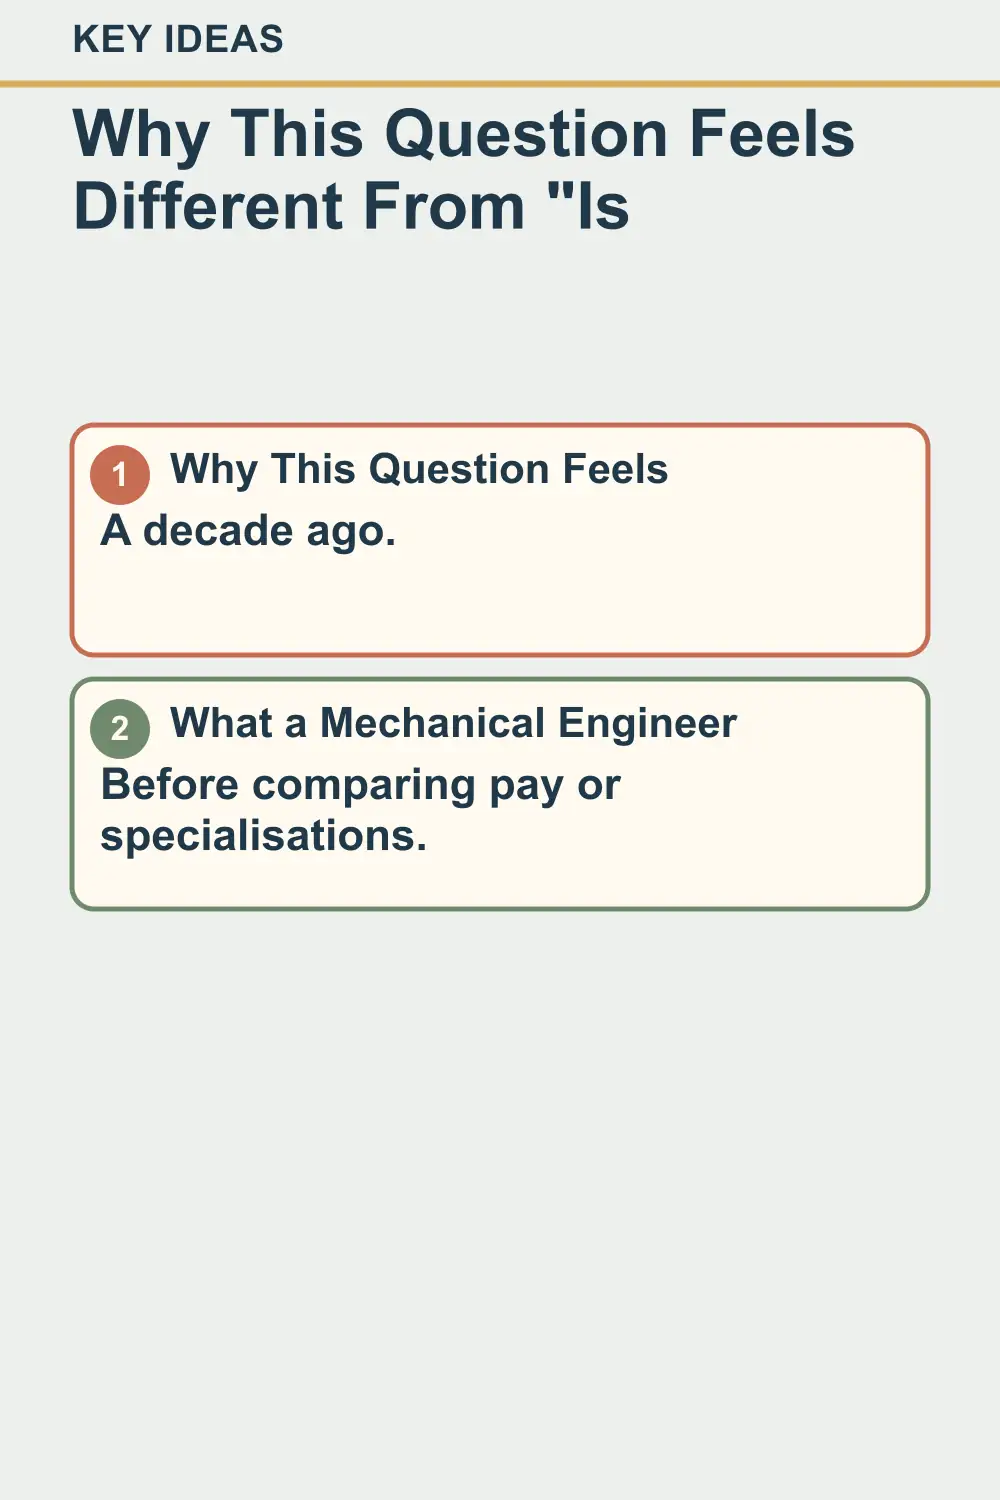 KEY IDEAS
Why This Question Feels
Different From "Is
1 Why This Question Feels
A decade ago.
2 What a Mechanical Engineer
Before comparing pay or
specialisations.